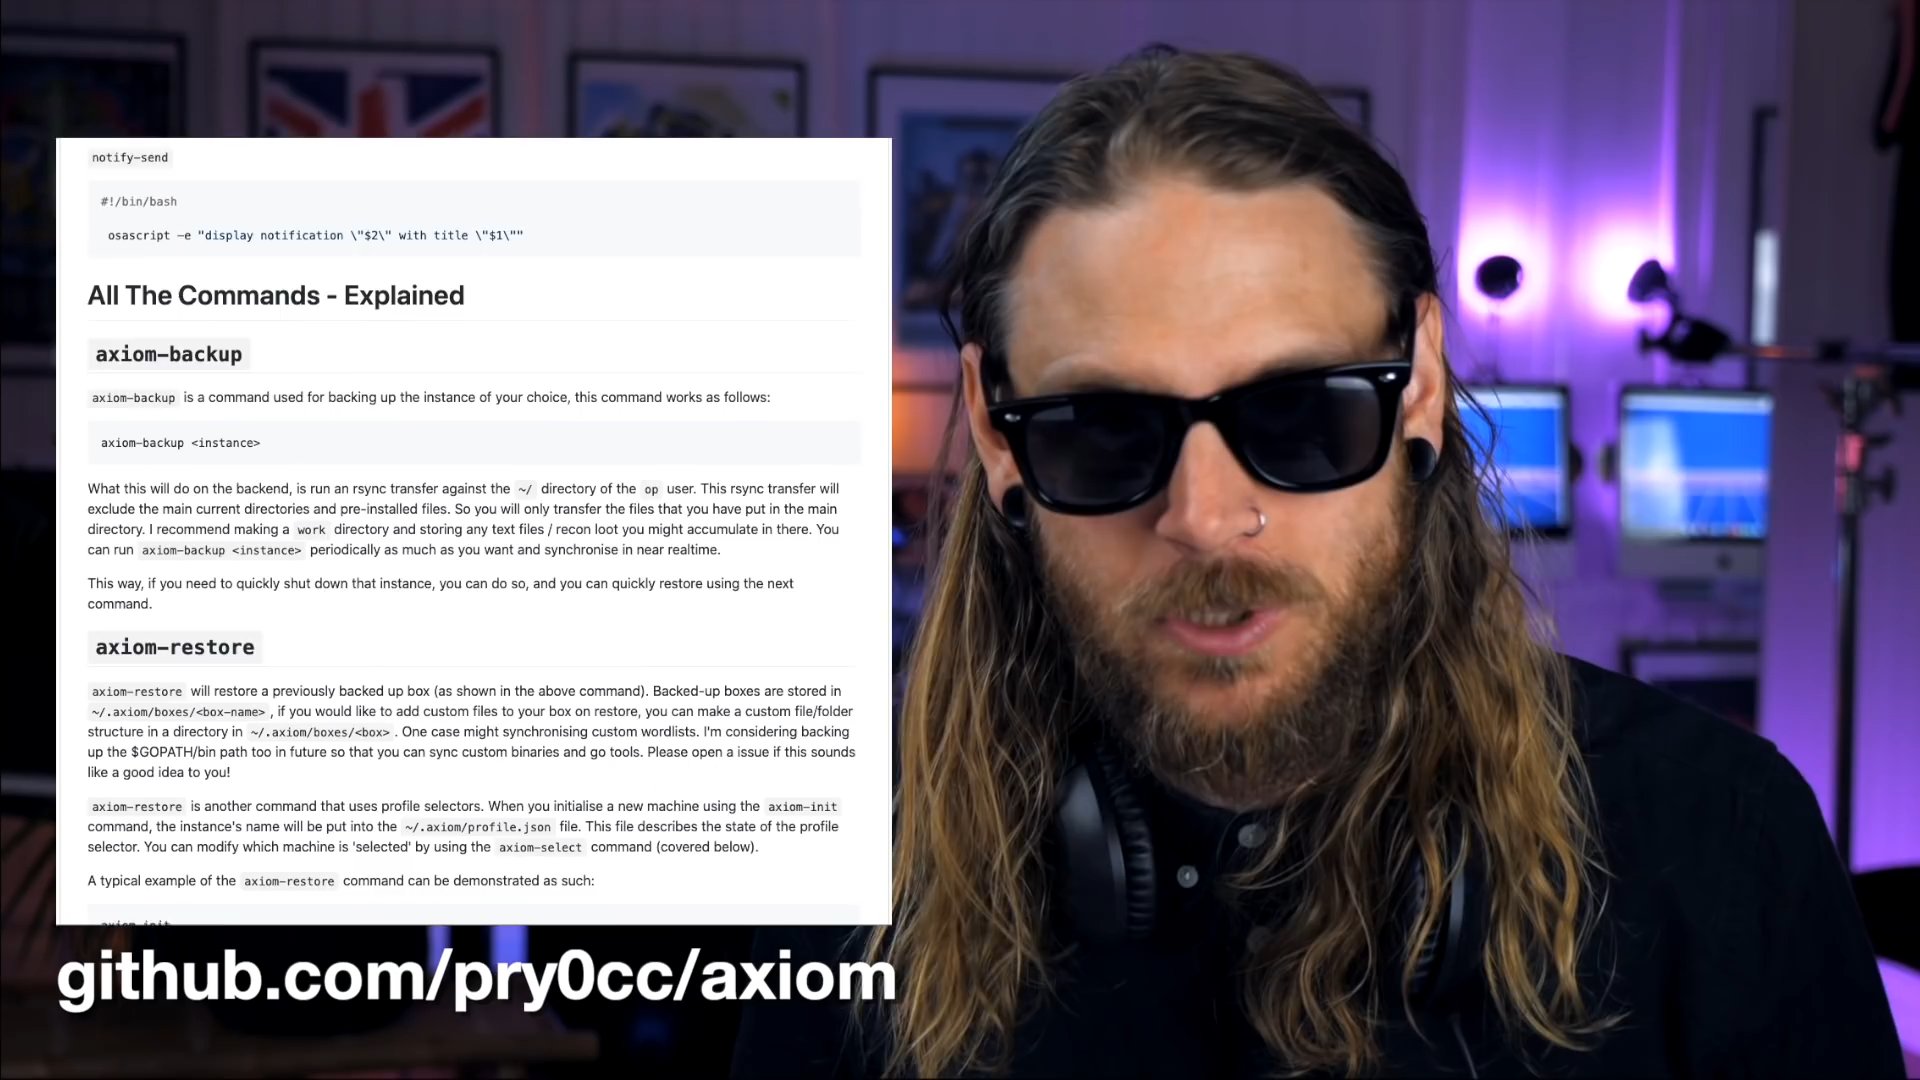 notify-send
#!/bin/bash
osascript -e "display notification \"$2\" with title \"$1\""
All The Commands - Explained
axiom-backup
axiom-backup is a command used for backing up the instance of your choice, this command works as follows:
axiom-backup <instance>
What this will do on the backend, is run an rsync transfer against the ~/ directory of the op user. This rsync transfer will
exclude the main current directories and pre-installed files. So you will only transfer the files that you have put in the main
directory. I recommend making a work directory and storing any text files / recon loot you might accumulate in there. You
can run axiom-backup <instance> periodically as much as you want and synchronise in near realtime.
This way, if you need to quickly shut down that instance, you can do so, and you can quickly restore using the next
command.
axiom-restore
axiom-restore will restore a previously backed up box (as shown in the above command). Backed-up boxes are stored in
~/.axiom/boxes/<box-name> , if you would like to add custom files to your box on restore, you can make a custom file/folder
structure in a directory in ~/.axiom/boxes/<box> . One case might synchronising custom wordlists. I'm considering backing
up the $GOPATH/bin path too in future so that you can sync custom binaries and go tools. Please open a issue if this sounds
like a good idea to you!
axiom-restore is another command that uses profile selectors. When you initialise a new machine using the axiom-init
command, the instance's name will be put into the ~/.axiom/profile.json file. This file describes the state of the profile
selector. You can modify which machine is 'selected' by using the axiom-select command (covered below).
A typical example of the axiom-restore command can be demonstrated as such:
axiom-init
github.com/pry0cc/axiom